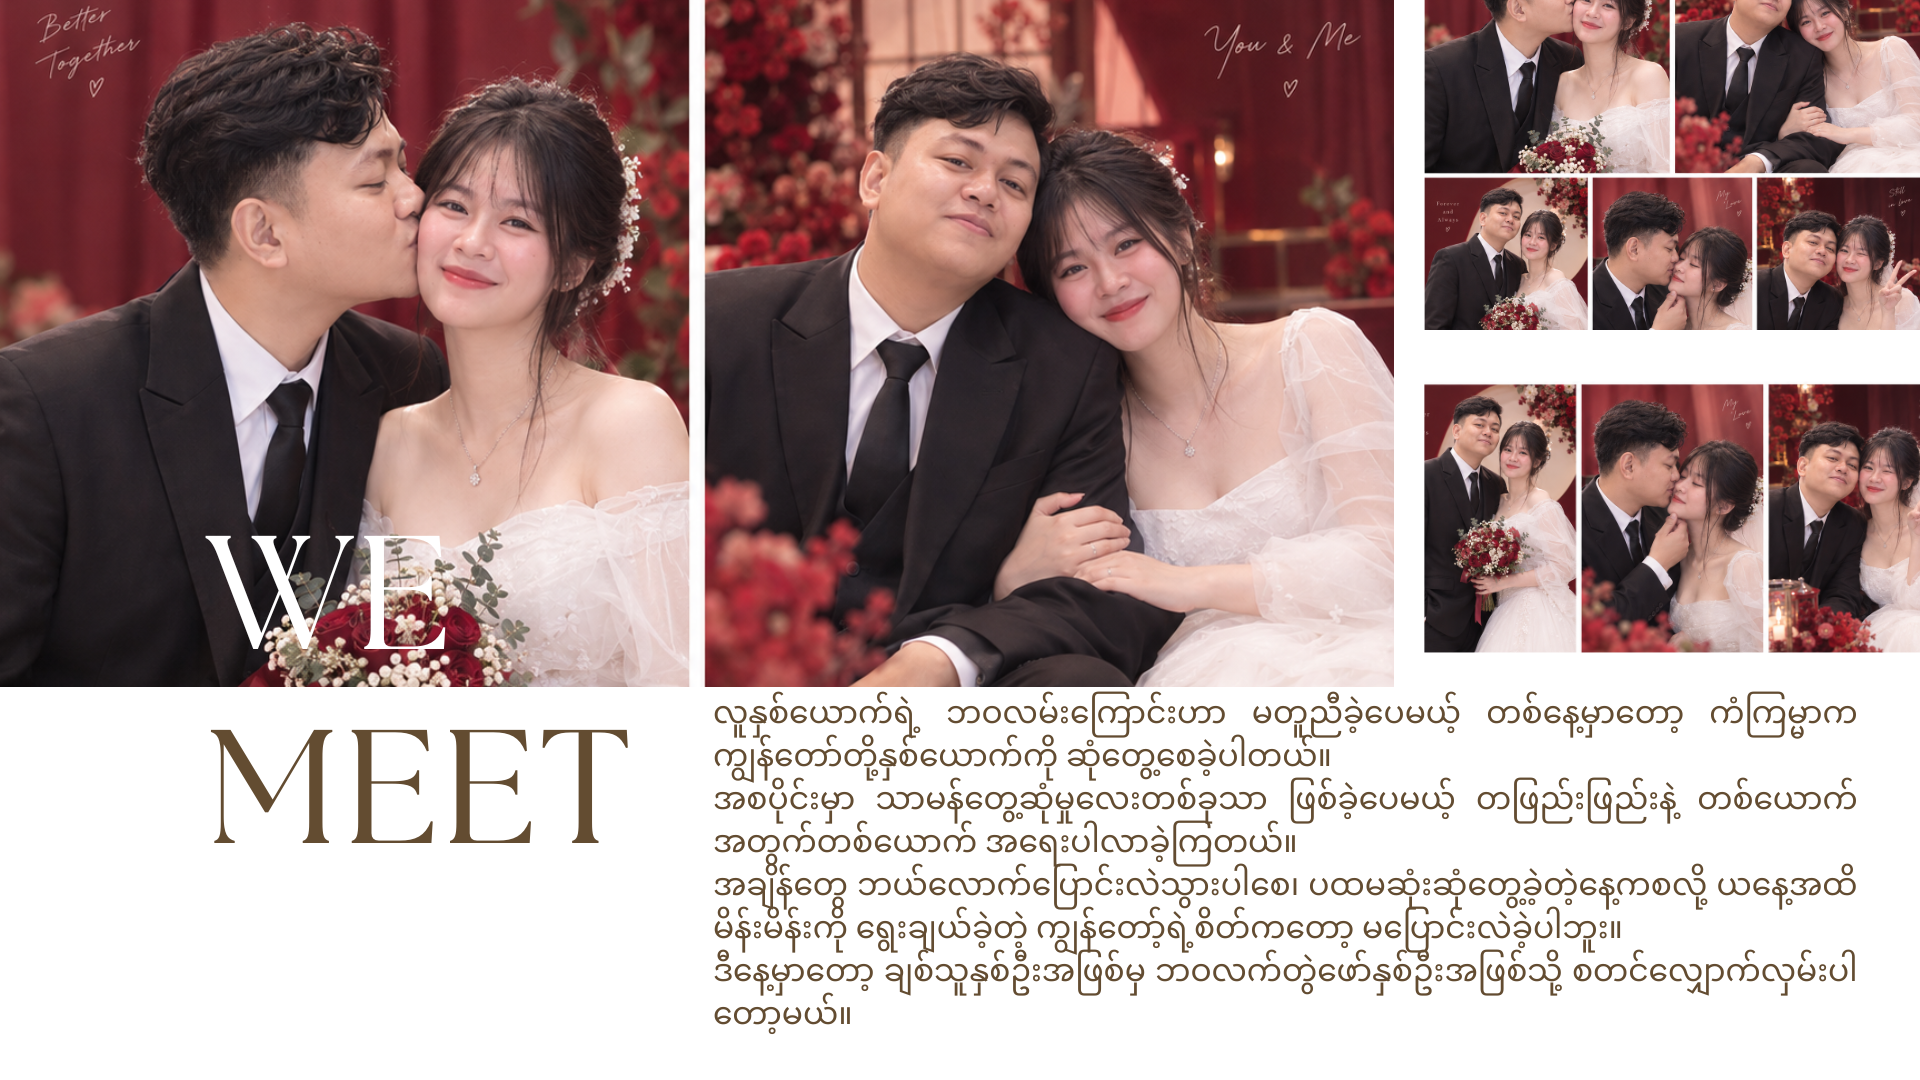 Better
Together
You & Me
Forever
and
Always
My
Love
Still
in love
My
Love
WE
MEET
လူနှစ်ယောက်ရဲ့ ဘဝလမ်းကြောင်းဟာ မတူညီခဲ့ပေမယ့် တစ်နေ့မှာတော့ ကံကြမ္မာက
ကျွန်တော်တို့နှစ်ယောက်ကို ဆုံတွေ့စေခဲ့ပါတယ်။
အစပိုင်းမှာ သာမန်တွေ့ဆုံမှုလေးတစ်ခုသာ ဖြစ်ခဲ့ပေမယ့် တဖြည်းဖြည်းနဲ့ တစ်ယောက်
အတွက်တစ်ယောက် အရေးပါလာခဲ့ကြတယ်။
အချိန်တွေ ဘယ်လောက်ပြောင်းလဲသွားပါစေ၊ ပထမဆုံးဆုံတွေ့ခဲ့တဲ့နေ့ကစလို့ ယနေ့အထိ
မိန်းမိန်းကို ရွေးချယ်ခဲ့တဲ့ ကျွန်တော့်ရဲ့စိတ်ကတော့ မပြောင်းလဲခဲ့ပါဘူး။
ဒီနေ့မှာတော့ ချစ်သူနှစ်ဦးအဖြစ်မှ ဘဝလက်တွဲဖော်နှစ်ဦးအဖြစ်သို့ စတင်လျှောက်လှမ်းပါ
တော့မယ်။